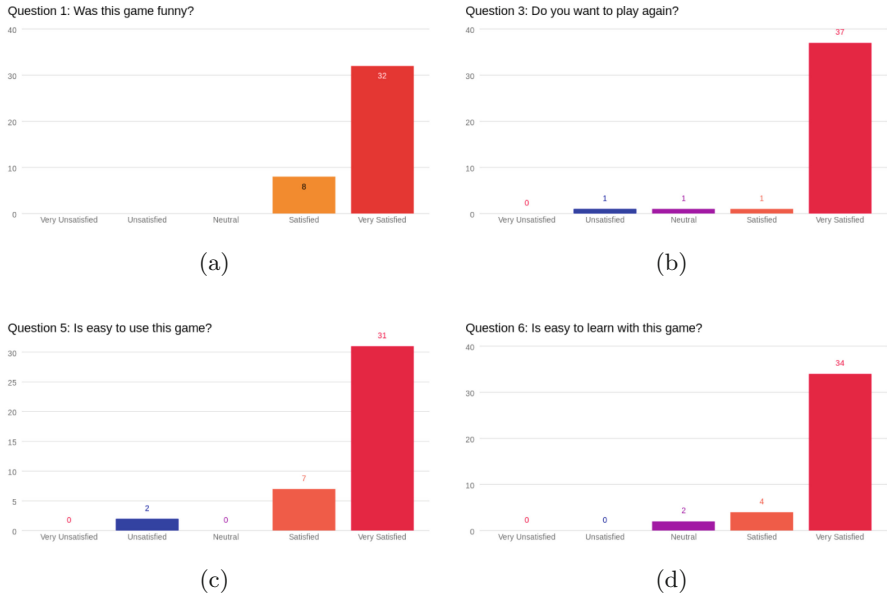 Question 1: Was this game funny?
40
30
20
10
0
32
8
Very Unsatisfied Unsatisfied Neutral Satisfied Very Satisfied
(a)
Question 3: Do you want to play again?
40
30
20
10
0
37
0 1 1 1
Very Unsatisfied Unsatisfied Neutral Satisfied Very Satisfied
(b)
Question 5: Is easy to use this game?
30
25
20
15
10
5
0
31
7
2
0 0
Very Unsatisfied Unsatisfied Neutral Satisfied Very Satisfied
(c)
Question 6: Is easy to learn with this game?
40
30
20
10
0
34
4
2
0 0
Very Unsatisfied Unsatisfied Neutral Satisfied Very Satisfied
(d)